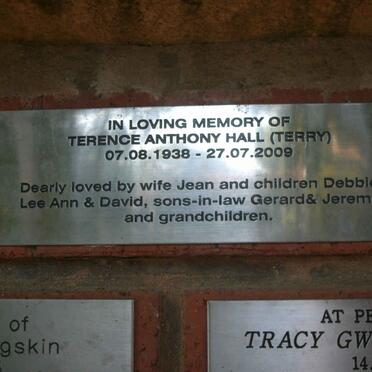 IN LOVING MEMORY OF
TERENCE ANTHONY HALL (TERRY)
07.08.1938 - 27.07.2009
Dearly loved by wife Jean and children Debbie
Lee Ann & David, sons-in-law Gerard& Jerem
and grandchildren.
of
gskin
AT PE
TRACY GW
14.